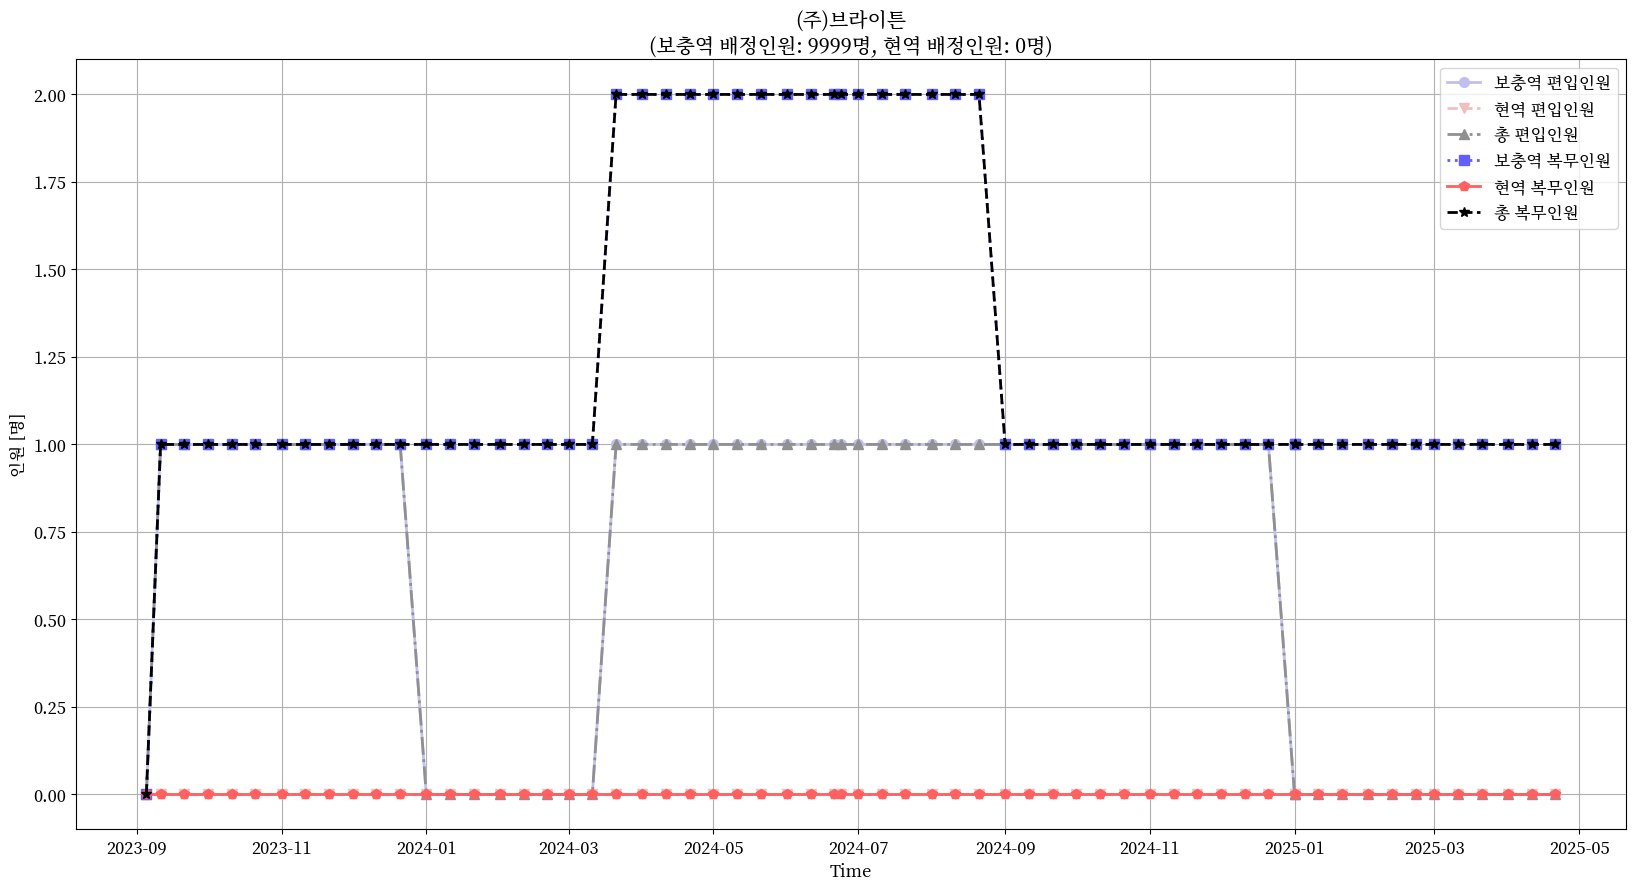 (주)브라이튼
(보충역 배정인원: 9999명, 현역 배정인원: 0명)
보충역 편입인원
현역 편입인원
총 편입인원
보충역 복무인원
현역 복무인원
총 복무인원
인원 [명]
2.00
1.75
1.50
1.25
1.00
0.75
0.50
0.25
0.00
2023-09
2023-11
2024-01
2024-03
2024-05
2024-07
2024-09
2024-11
2025-01
2025-03
2025-05
Time